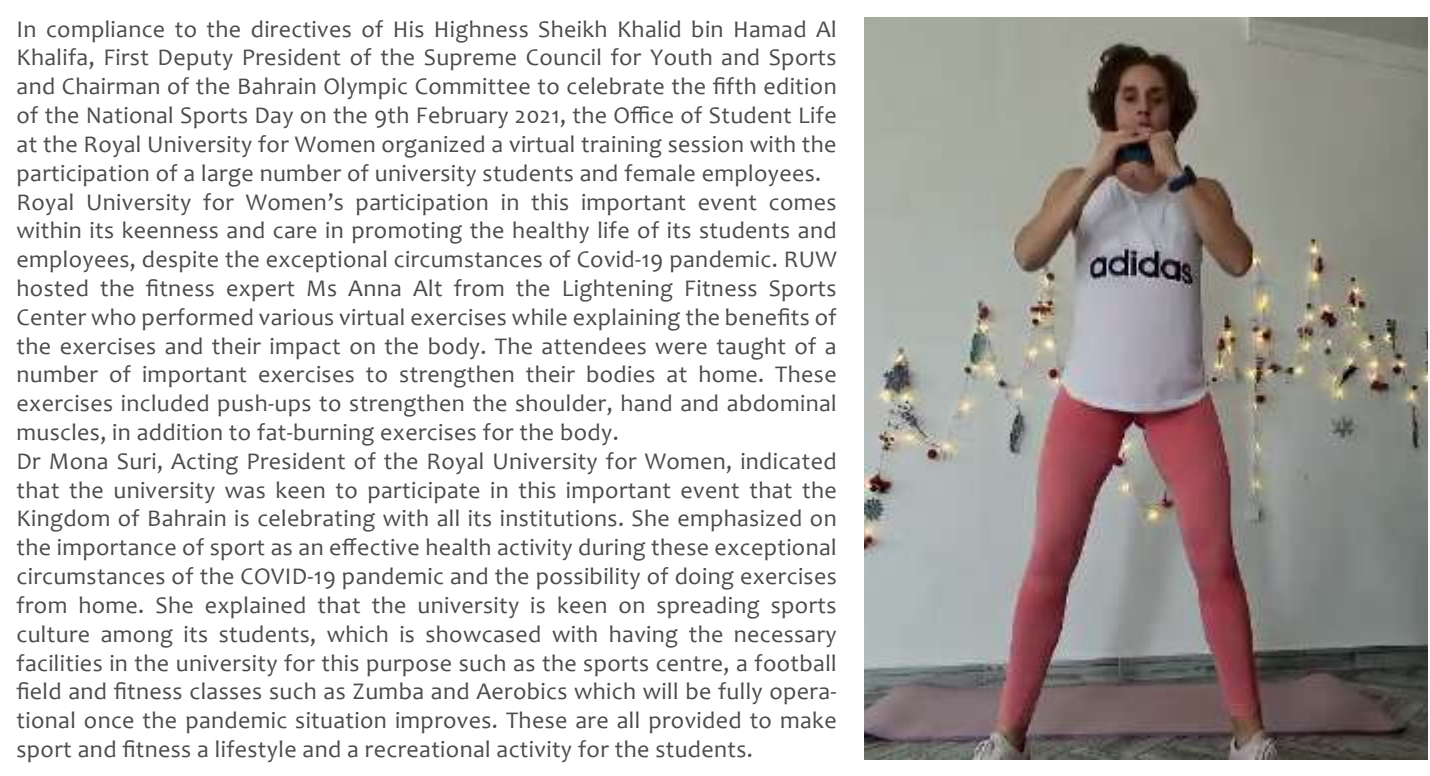 In compliance to the directives of His Highness Sheikh Khalid bin Hamad Al
Khalifa, First Deputy President of the Supreme Council for Youth and Sports
and Chairman of the Bahrain Olympic Committee to celebrate the fifth edition
of the National Sports Day on the 9th February 2021, the Office of Student Life
at the Royal University for Women organized a virtual training session with the
participation of a large number of university students and female employees.
Royal University for Women’s participation in this important event comes
within its keenness and care in promoting the healthy life of its students and
employees, despite the exceptional circumstances of Covid-19 pandemic. RUW
hosted the fitness expert Ms Anna Alt from the Lightening Fitness Sports
Center who performed various virtual exercises while explaining the benefits of
the exercises and their impact on the body. The attendees were taught of a
number of important exercises to strengthen their bodies at home. These
exercises included push-ups to strengthen the shoulder, hand and abdominal
muscles, in addition to fat-burning exercises for the body.
Dr Mona Suri, Acting President of the Royal University for Women, indicated
that the university was keen to participate in this important event that the
Kingdom of Bahrain is celebrating with all its institutions. She emphasized on
the importance of sport as an effective health activity during these exceptional
circumstances of the COVID-19 pandemic and the possibility of doing exercises
from home. She explained that the university is keen on spreading sports
culture among its students, which is showcased with having the necessary
facilities in the university for this purpose such as the sports centre, a football
field and fitness classes such as Zumba and Aerobics which will be fully opera-
tional once the pandemic situation improves. These are all provided to make
sport and fitness a lifestyle and a recreational activity for the students.
adidas